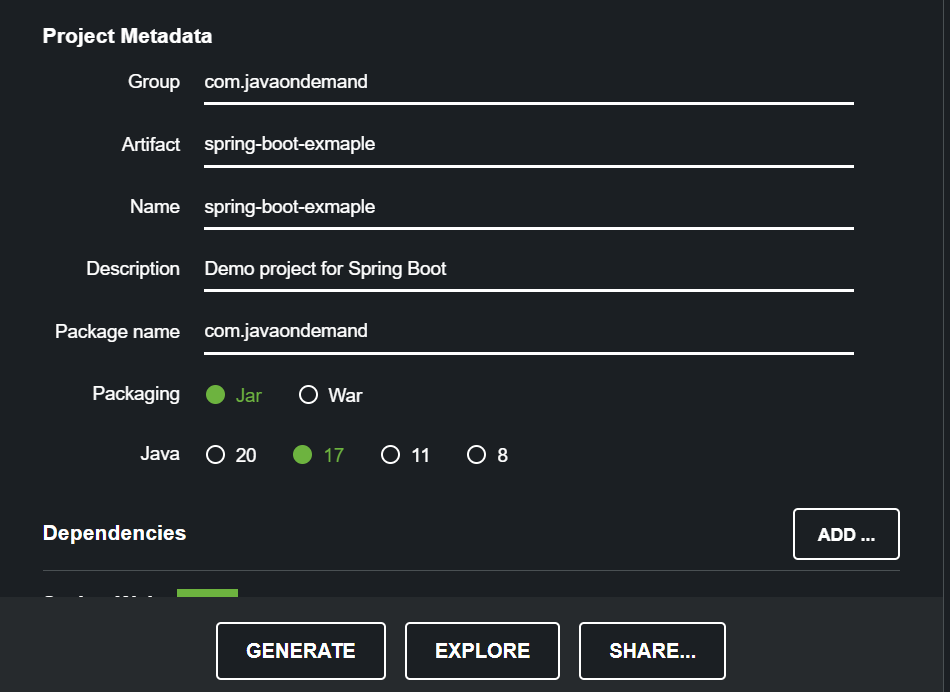 Project Metadata
Group com.javaondemand
Artifact spring-boot-exmaple
Name spring-boot-exmaple
Description Demo project for Spring Boot
Package name com.javaondemand
Packaging Jar War
Java 20 17 11 8
Dependencies ADD ...
GENERATE EXPLORE SHARE...